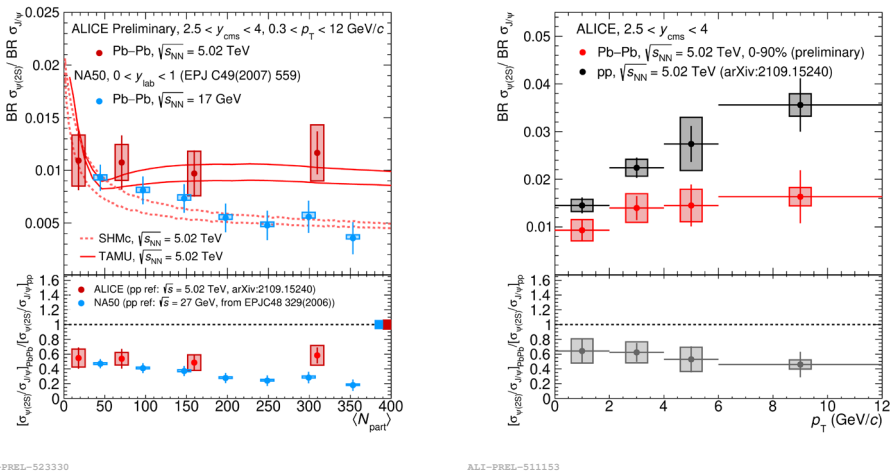 ALICE Preliminary, 2.5 < y_cms < 4, 0.3 < p_T < 12 GeV/c
Pb−Pb, √s_NN = 5.02 TeV
NA50, 0 < y_lab < 1 (EPJ C49(2007) 559)
Pb−Pb, √s_NN = 17 GeV
BR σ_ψ(2S)/ BR σ_J/ψ
0.025
0.02
0.015
0.01
0.005
SHMc, √s_NN = 5.02 TeV
TAMU, √s_NN = 5.02 TeV
[σ_ψ(2S)/σ_J/ψ]_PbPb/[σ_ψ(2S)/σ_J/ψ]_pp
1.6
1.4
1.2
1
0.8
0.6
0.4
0.2
0
ALICE (pp ref: √s = 5.02 TeV, arXiv:2109.15240)
NA50 (pp ref: √s = 27 GeV, from EPJC48 329(2006))
0 50 100 150 200 250 300 350 400
⟨N_part⟩
-PREL-523330
ALICE, 2.5 < y_cms < 4
Pb−Pb, √s_NN = 5.02 TeV, 0-90% (preliminary)
pp, √s_NN = 5.02 TeV (arXiv:2109.15240)
BR σ_ψ(2S)/ BR σ_J/ψ
0.05
0.04
0.03
0.02
0.01
[σ_ψ(2S)/σ_J/ψ]_PbPb/[σ_ψ(2S)/σ_J/ψ]_pp
1.6
1.4
1.2
1
0.8
0.6
0.4
0.2
0
0 2 4 6 8 10 12
p_T (GeV/c)
ALI-PREL-511153